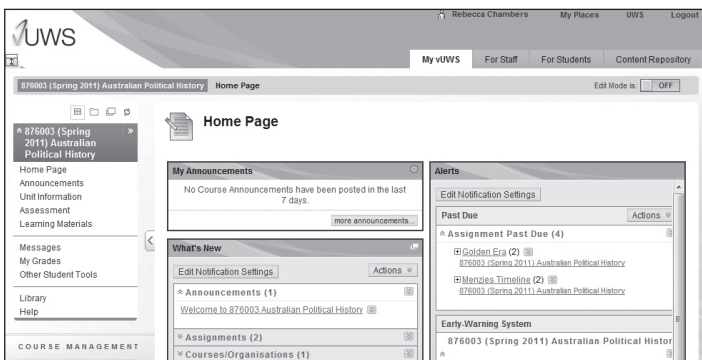 Rebecca Chambers My Places UWS Logout
UWS
My vUWS For Staff For Students Content Repository
876003 (Spring 2011) Australian Political History Home Page Edit Mode is: OFF
876003 (Spring
2011) Australian
Political History
Home Page
Announcements
Unit Information
Assessment
Learning Materials
Messages
My Grades
Other Student Tools
Library
Help
COURSE MANAGEMENT
Home Page
My Announcements
No Course Announcements have been posted in the last
7 days.
more announcements...
What's New
Edit Notification Settings Actions
Announcements (1)
Welcome to 876003 Australian Political History
Assignments (2)
Courses/Organisations (1)
Alerts
Edit Notification Settings
Past Due Actions
Assignment Past Due (4)
Golden Era (2)
876003 (Spring 2011) Australian Political History
Menzies Timeline (2)
876003 (Spring 2011) Australian Political History
Early-Warning System
876003 (Spring 2011) Australian Political Histor